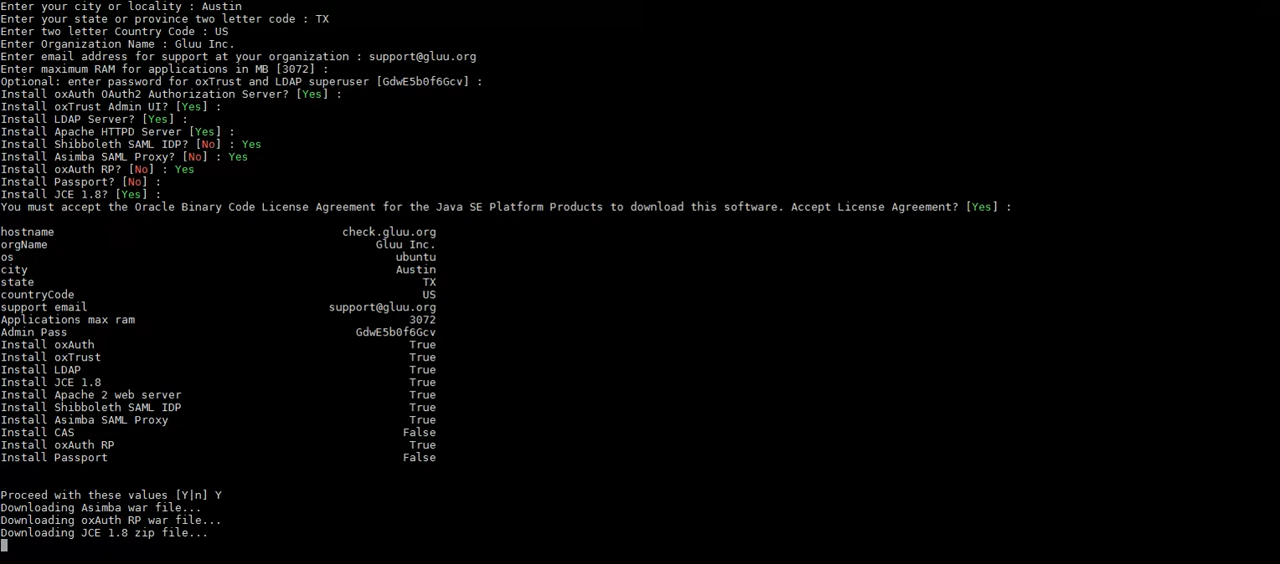 Enter your city or locality : Austin
Enter your state or province two letter code : TX
Enter two letter Country Code : US
Enter Organization Name : Gluu Inc.
Enter email address for support at your organization : support@gluu.org
Enter maximum RAM for applications in MB [3072] :
Optional: enter password for oxTrust and LDAP superuser [GdwE5b0f6Gcv] :
Install oxAuth OAuth2 Authorization Server? [Yes] :
Install oxTrust Admin UI? [Yes] :
Install LDAP Server? [Yes] :
Install Apache HTTPD Server [Yes] :
Install Shibboleth SAML IDP? [No] : Yes
Install Asimba SAML Proxy? [No] : Yes
Install oxAuth RP? [No] : Yes
Install Passport? [No] :
Install JCE 1.8? [Yes] :
You must accept the Oracle Binary Code License Agreement for the Java SE Platform Products to download this software. Accept License Agreement? [Yes] :
hostname check.gluu.org
orgName Gluu Inc.
os ubuntu
city Austin
state TX
countryCode US
support email support@gluu.org
Applications max ram 3072
Admin Pass GdwE5b0f6Gcv
Install oxAuth True
Install oxTrust True
Install LDAP True
Install JCE 1.8 True
Install Apache 2 web server True
Install Shibboleth SAML IDP True
Install Asimba SAML Proxy True
Install CAS False
Install oxAuth RP True
Install Passport False
Proceed with these values [Y|n] Y
Downloading Asimba war file...
Downloading oxAuth RP war file...
Downloading JCE 1.8 zip file...